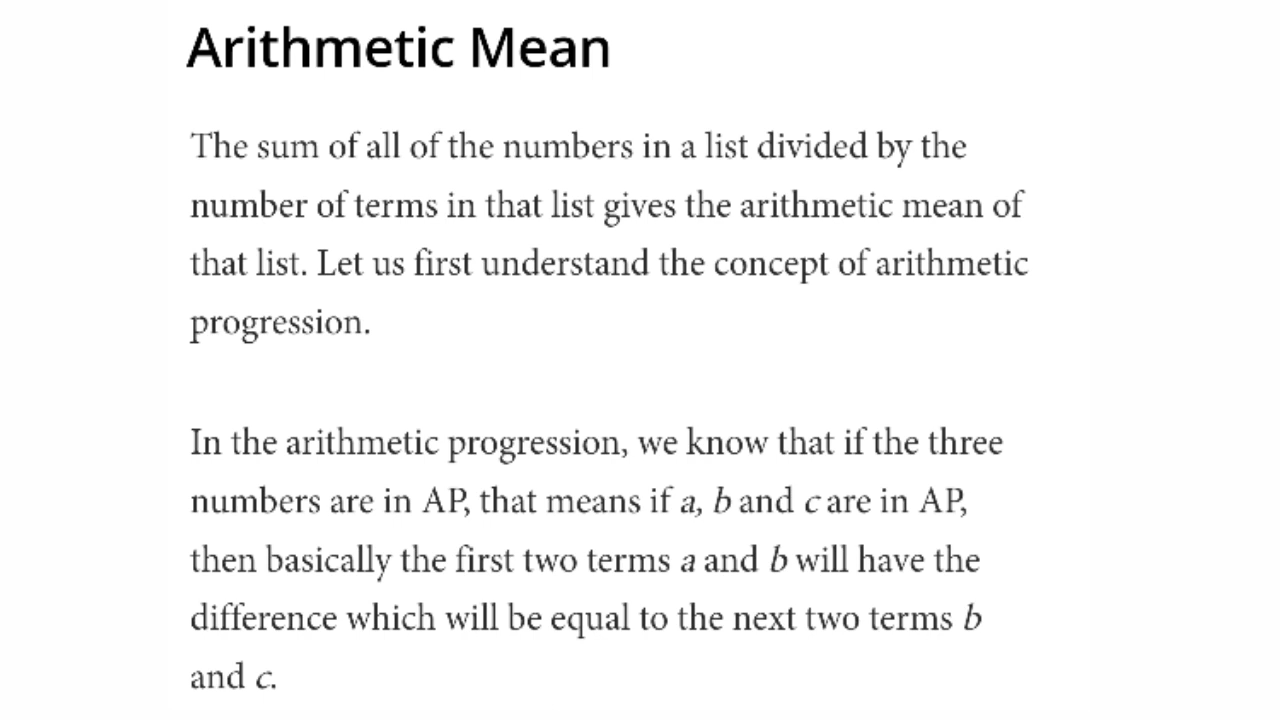 Arithmetic Mean
The sum of all of the numbers in a list divided by the
number of terms in that list gives the arithmetic mean of
that list. Let us first understand the concept of arithmetic
progression.
In the arithmetic progression, we know that if the three
numbers are in AP, that means if a, b and c are in AP,
then basically the first two terms a and b will have the
difference which will be equal to the next two terms b
and c.